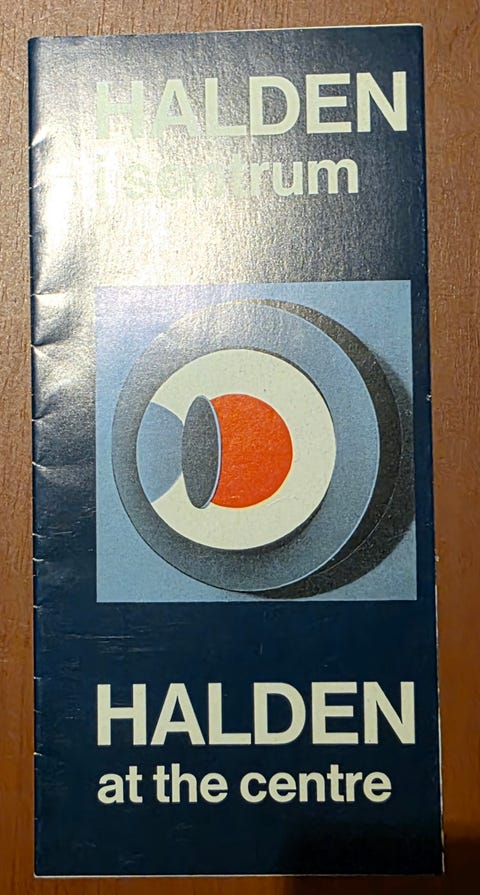 HALDEN
i sentrum
HALDEN
at the centre